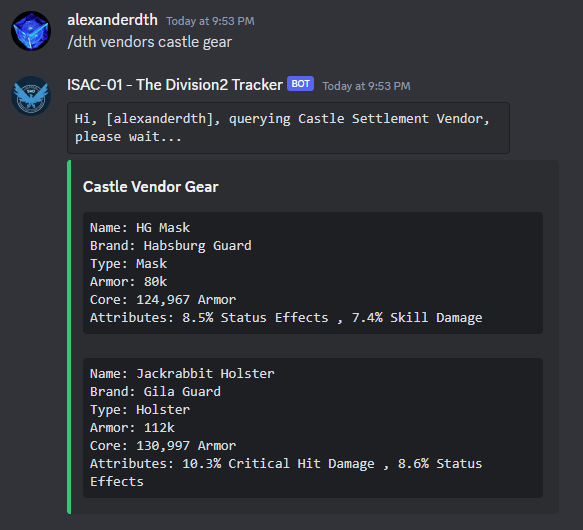 alexanderdth Today at 9:53 PM
/dth vendors castle gear
ISAC-01 - The Division2 Tracker BOT Today at 9:53 PM
Hi, [alexanderdth], querying Castle Settlement Vendor,
please wait...
Castle Vendor Gear
Name: HG Mask
Brand: Habsburg Guard
Type: Mask
Armor: 80k
Core: 124,967 Armor
Attributes: 8.5% Status Effects , 7.4% Skill Damage
Name: Jackrabbit Holster
Brand: Gila Guard
Type: Holster
Armor: 112k
Core: 130,997 Armor
Attributes: 10.3% Critical Hit Damage , 8.6% Status
Effects